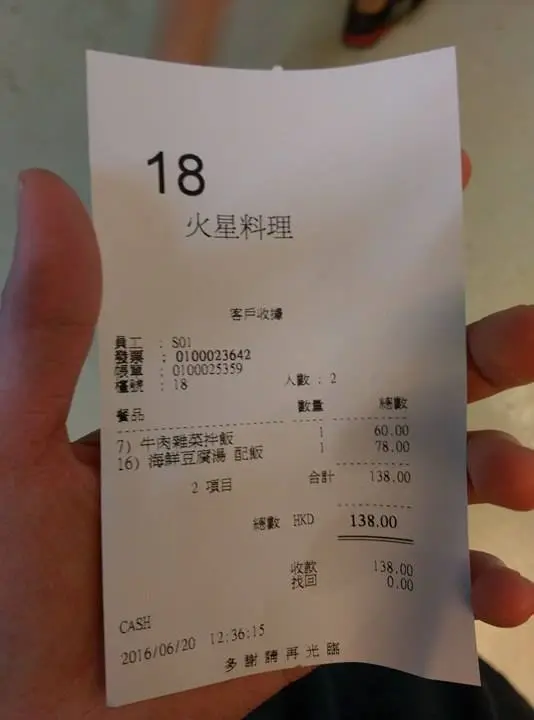 18
火星料理
客戶收據
員工 : S01
發票 : 0100023642
帳單 : 0100025359
檯號 : 18 人數 : 2
餐品 數量 總數
7) 牛肉雜菜拌飯 1 60.00
16) 海鮮豆腐湯 配飯 1 78.00
2 項目 合計 138.00
總數 HKD 138.00
收款 138.00
找回 0.00
CASH
2016/06/20 12:36:15
多謝請再光臨